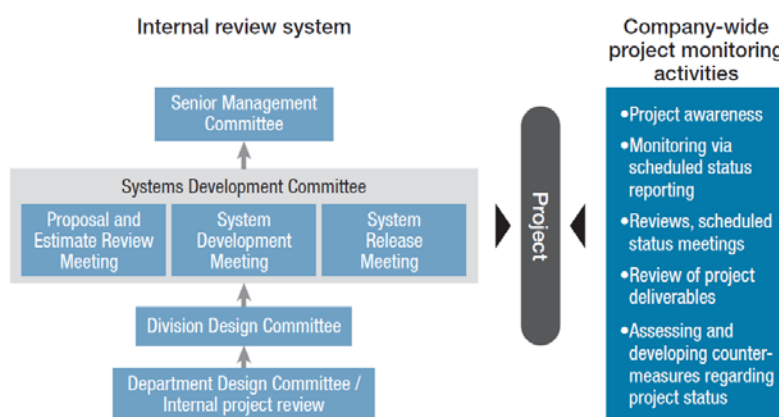 Internal review system
Senior Management
Committee
Systems Development Committee
Proposal and
Estimate Review
Meeting
System
Development
Meeting
System
Release
Meeting
Division Design Committee
Department Design Committee /
Internal project review
Project
Company-wide
project monitoring
activities
•Project awareness
•Monitoring via
scheduled status
reporting
•Reviews, scheduled
status meetings
•Review of project
deliverables
•Assessing and
developing counter-
measures regarding
project status